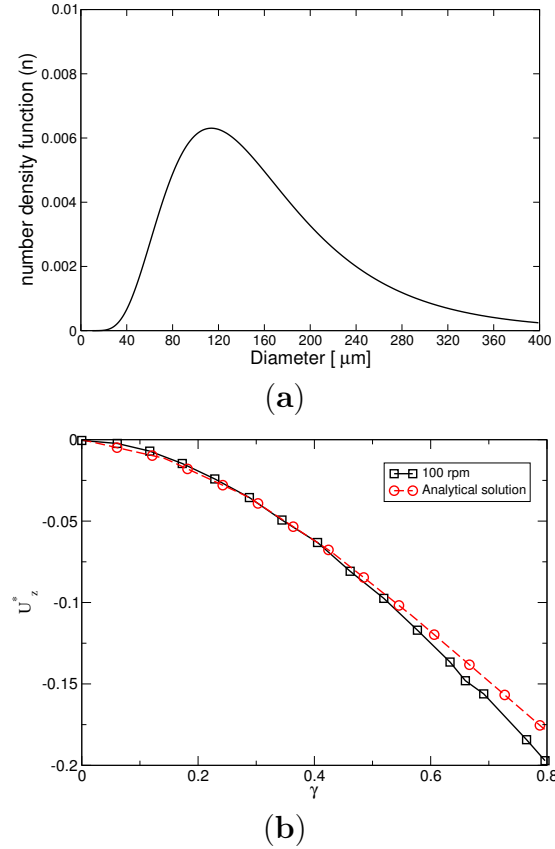 0.01
0.008
0.006
0.004
0.002
0
number density function (n)
0 40 80 120 160 200 240 280 320 360 400
Diameter [ μm]
(a)
0
-0.05
-0.1
-0.15
-0.2
U*z
100 rpm
Analytical solution
0 0.2 0.4 0.6 0.8
γ
(b)